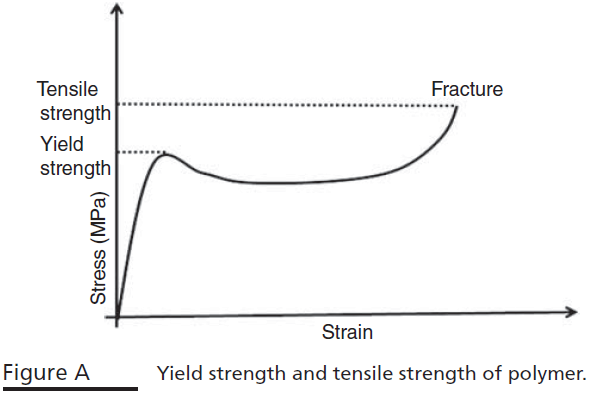 Tensile
strength
Fracture
Yield
strength
Stress (MPa)
Strain
Figure A
Yield strength and tensile strength of polymer.